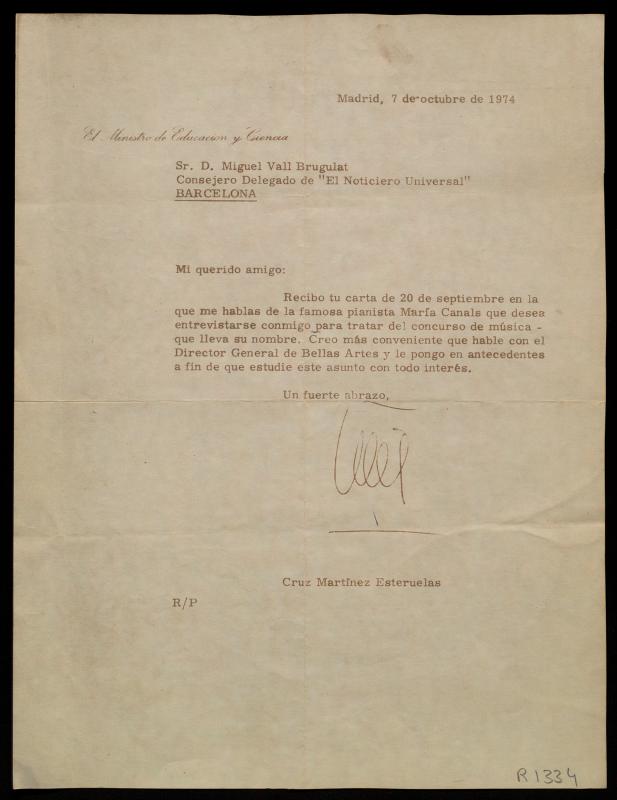 Madrid, 7 de octubre de 1974
El Ministro de Educación y Ciencia
Sr. D. Miguel Vall Brugulat
Consejero Delegado de "El Noticiero Universal"
BARCELONA
Mi querido amigo:
Recibo tu carta de 20 de septiembre en la
que me hablas de la famosa pianista María Canals que desea
entrevistarse conmigo para tratar del concurso de música -
que lleva su nombre. Creo más conveniente que hable con el
Director General de Bellas Artes y le pongo en antecedentes
a fin de que estudie este asunto con todo interés.
Un fuerte abrazo,
Cruz Martínez Esteruelas
R/P
R 1334